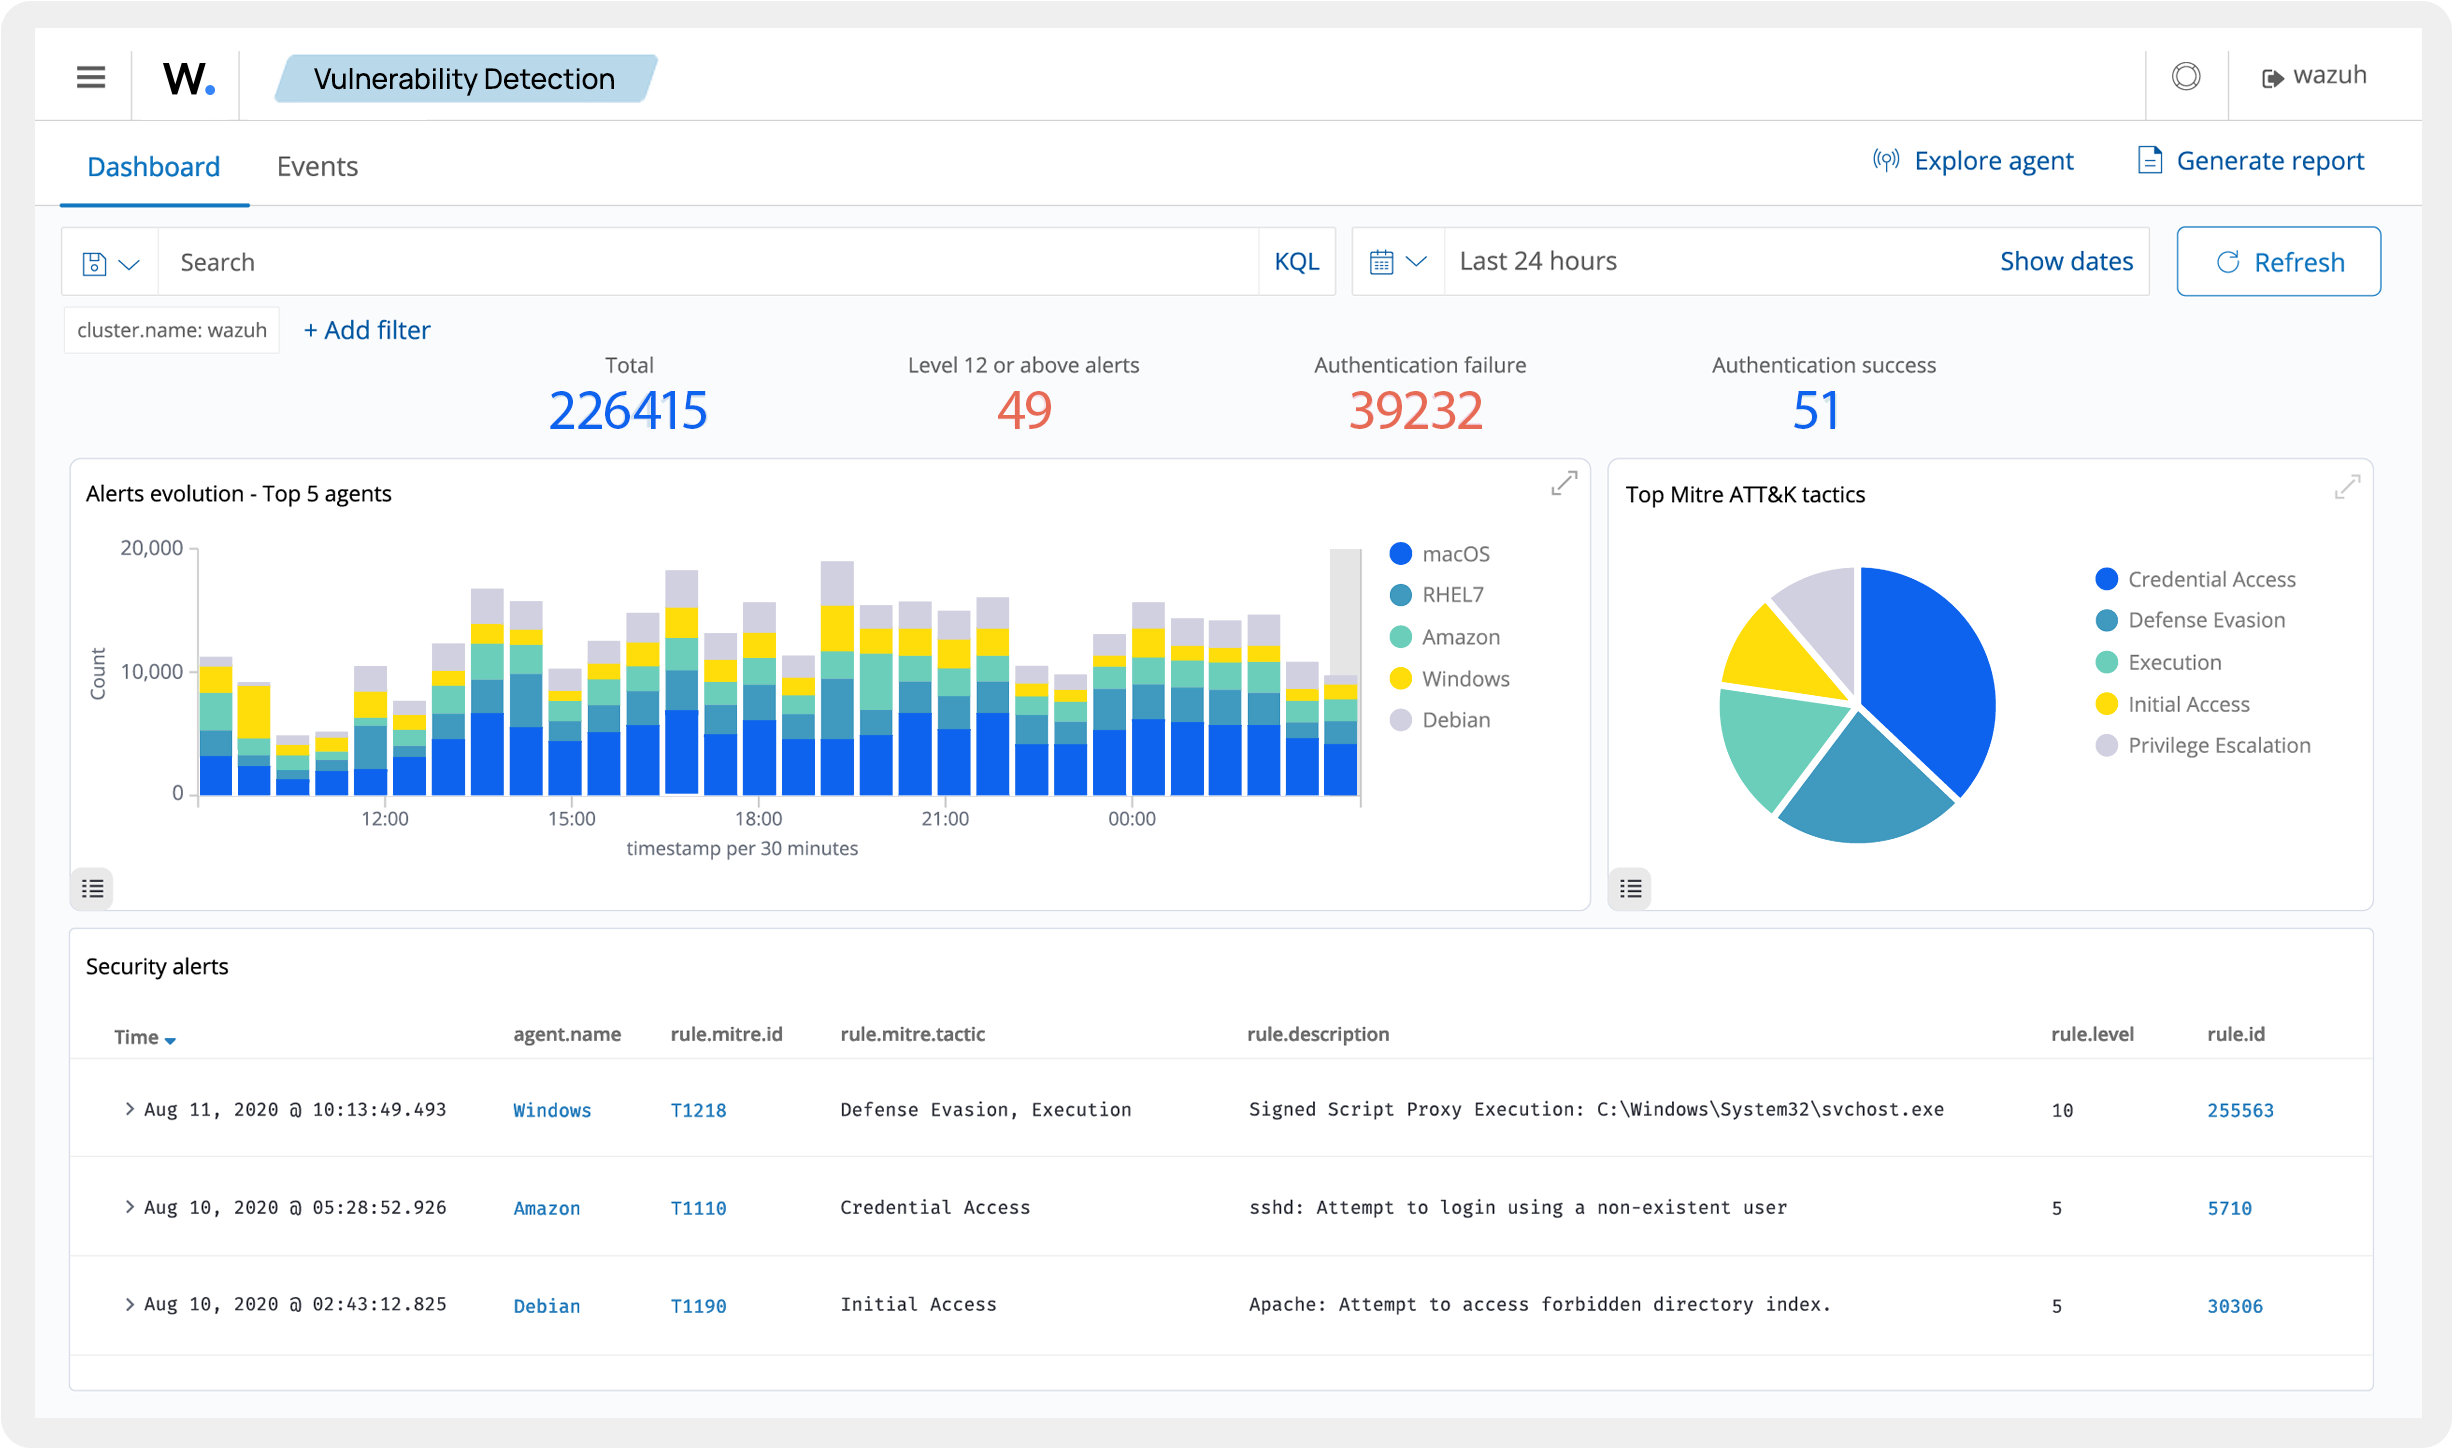 W. Vulnerability Detection wazuh
Dashboard Events Explore agent Generate report
Search KQL Last 24 hours Show dates Refresh
cluster.name: wazuh + Add filter
Total Level 12 or above alerts Authentication failure Authentication success
226415 49 39232 51
Alerts evolution - Top 5 agents
20,000
10,000
0
Count
12:00 15:00 18:00 21:00 00:00
timestamp per 30 minutes
macOS
RHEL7
Amazon
Windows
Debian
Top Mitre ATT&K tactics
Credential Access
Defense Evasion
Execution
Initial Access
Privilege Escalation
Security alerts
Time agent.name rule.mitre.id rule.mitre.tactic rule.description rule.level rule.id
Aug 11, 2020 @ 10:13:49.493 Windows T1218 Defense Evasion, Execution Signed Script Proxy Execution: C:\Windows\System32\svchost.exe 10 255563
Aug 10, 2020 @ 05:28:52.926 Amazon T1110 Credential Access sshd: Attempt to login using a non-existent user 5 5710
Aug 10, 2020 @ 02:43:12.825 Debian T1190 Initial Access Apache: Attempt to access forbidden directory index. 5 30306